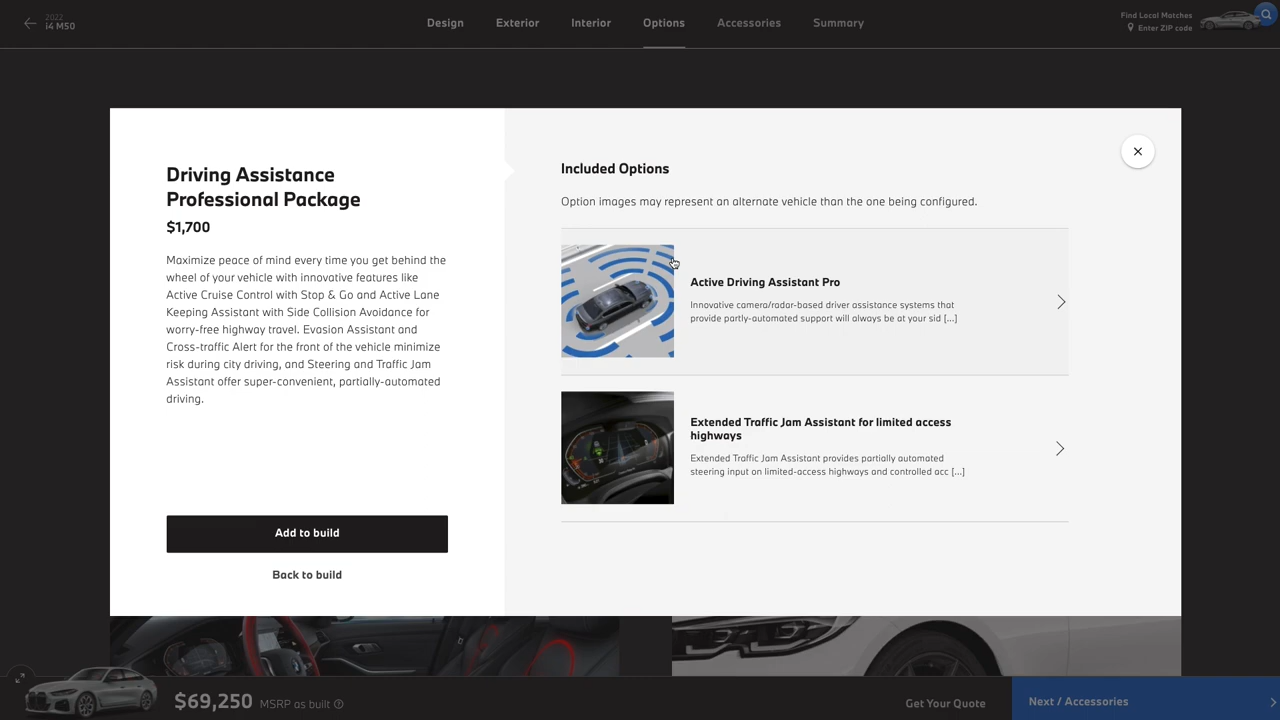 2022
i4 M50
Design
Exterior
Interior
Options
Accessories
Summary
Find Local Matches
Enter ZIP code
Driving Assistance
Professional Package
$1,700
Maximize peace of mind every time you get behind the
wheel of your vehicle with innovative features like
Active Cruise Control with Stop & Go and Active Lane
Keeping Assistant with Side Collision Avoidance for
worry-free highway travel. Evasion Assistant and
Cross-traffic Alert for the front of the vehicle minimize
risk during city driving, and Steering and Traffic Jam
Assistant offer super-convenient, partially-automated
driving.
Add to build
Back to build
Included Options
Option images may represent an alternate vehicle than the one being configured.
Active Driving Assistant Pro
Innovative camera/radar-based driver assistance systems that
provide partly-automated support will always be at your sid [...]
Extended Traffic Jam Assistant for limited access
highways
Extended Traffic Jam Assistant provides partially automated
steering input on limited-access highways and controlled acc [...]
$69,250 MSRP as built
Get Your Quote
Next / Accessories